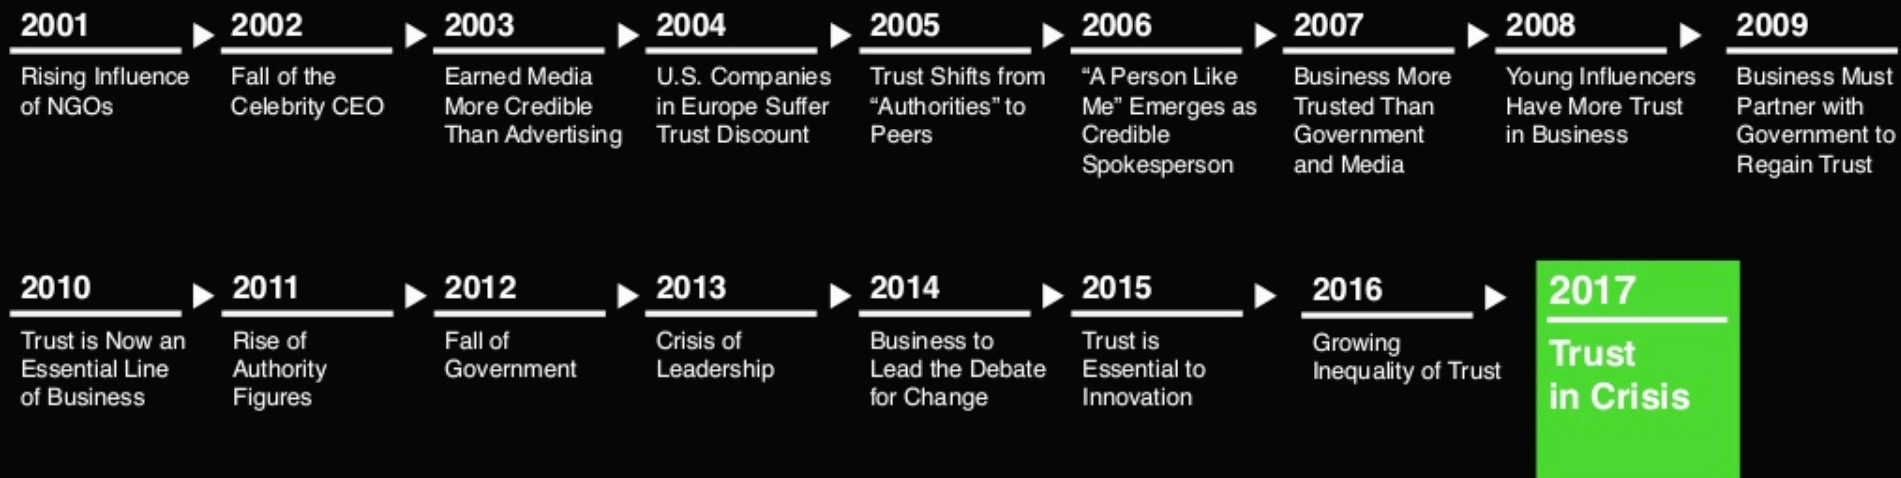 2001
Rising Influence
of NGOs
2002
Fall of the
Celebrity CEO
2003
Earned Media
More Credible
Than Advertising
2004
U.S. Companies
in Europe Suffer
Trust Discount
2005
Trust Shifts from
“Authorities” to
Peers
2006
“A Person Like
Me” Emerges as
Credible
Spokesperson
2007
Business More
Trusted Than
Government
and Media
2008
Young Influencers
Have More Trust
in Business
2009
Business Must
Partner with
Government to
Regain Trust
2010
Trust is Now an
Essential Line
of Business
2011
Rise of
Authority
Figures
2012
Fall of
Government
2013
Crisis of
Leadership
2014
Business to
Lead the Debate
for Change
2015
Trust is
Essential to
Innovation
2016
Growing
Inequality of Trust
2017
Trust
in Crisis